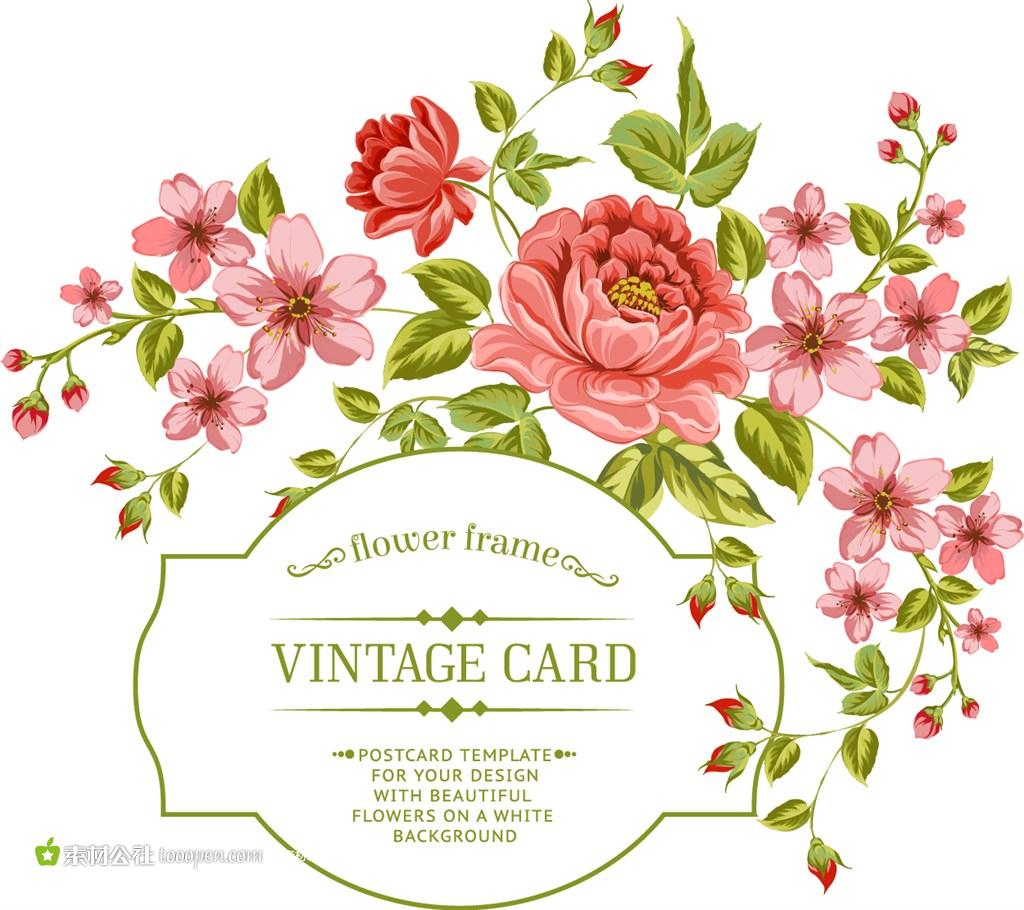 flower frame
VINTAGE CARD
POSTCARD TEMPLATE
FOR YOUR DESIGN
WITH BEAUTIFUL
FLOWERS ON A WHITE
BACKGROUND
素材公社 tooopen.com